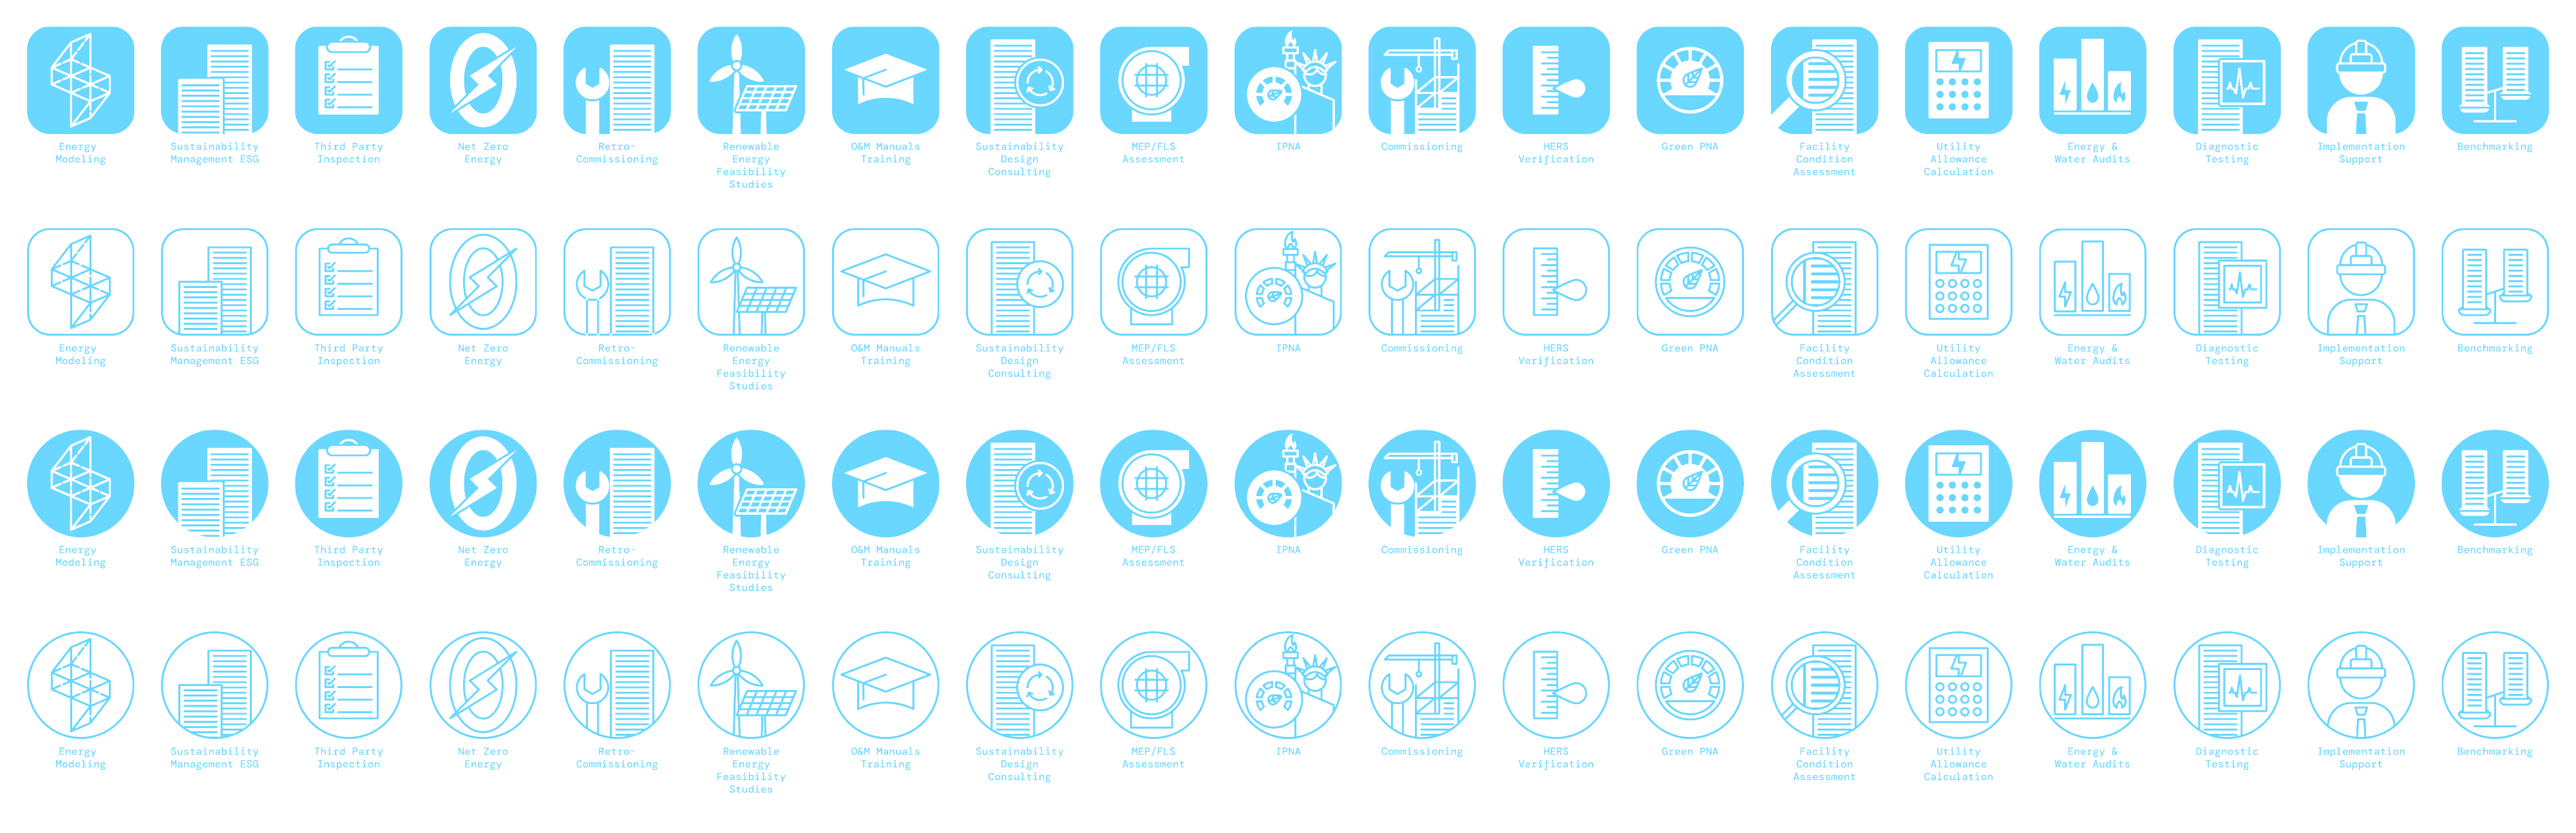 Energy
Modeling
Sustainability
Management ESG
Third Party
Inspection
Net Zero
Energy
Retro-
Commissioning
Renewable
Energy
Feasibility
Studies
O&M Manuals
Training
Sustainability
Design
Consulting
MEP/FLS
Assessment
IPNA
Commissioning
HERS
Verification
Green PNA
Facility
Condition
Assessment
Utility
Allowance
Calculation
Energy &
Water Audits
Diagnostic
Testing
Implementation
Support
Benchmarking
Energy
Modeling
Sustainability
Management ESG
Third Party
Inspection
Net Zero
Energy
Retro-
Commissioning
Renewable
Energy
Feasibility
Studies
O&M Manuals
Training
Sustainability
Design
Consulting
MEP/FLS
Assessment
IPNA
Commissioning
HERS
Verification
Green PNA
Facility
Condition
Assessment
Utility
Allowance
Calculation
Energy &
Water Audits
Diagnostic
Testing
Implementation
Support
Benchmarking
Energy
Modeling
Sustainability
Management ESG
Third Party
Inspection
Net Zero
Energy
Retro-
Commissioning
Renewable
Energy
Feasibility
Studies
O&M Manuals
Training
Sustainability
Design
Consulting
MEP/FLS
Assessment
IPNA
Commissioning
HERS
Verification
Green PNA
Facility
Condition
Assessment
Utility
Allowance
Calculation
Energy &
Water Audits
Diagnostic
Testing
Implementation
Support
Benchmarking
Energy
Modeling
Sustainability
Management ESG
Third Party
Inspection
Net Zero
Energy
Retro-
Commissioning
Renewable
Energy
Feasibility
Studies
O&M Manuals
Training
Sustainability
Design
Consulting
MEP/FLS
Assessment
IPNA
Commissioning
HERS
Verification
Green PNA
Facility
Condition
Assessment
Utility
Allowance
Calculation
Energy &
Water Audits
Diagnostic
Testing
Implementation
Support
Benchmarking